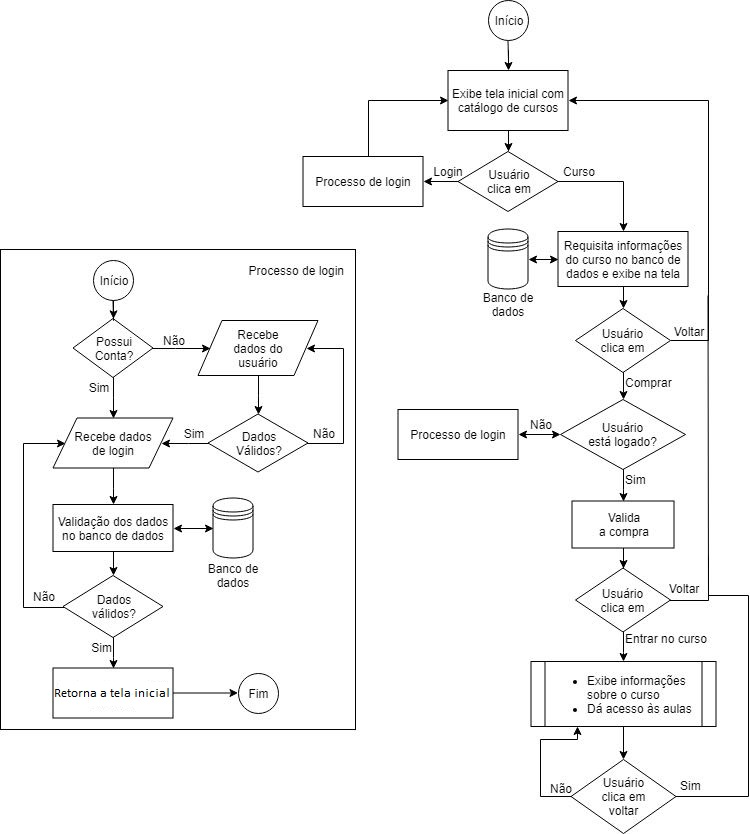 Início
Exibe tela inicial com
catálogo de cursos
Processo de login
Login
Usuário
clica em
Curso
Requisita informações
do curso no banco de
dados e exibe na tela
Banco de
dados
Usuário
clica em
Voltar
Comprar
Processo de login
Não
Usuário
está logado?
Sim
Valida
a compra
Usuário
clica em
Voltar
Entrar no curso
• Exibe informações
sobre o curso
• Dá acesso às aulas
Não
Usuário
clica em
voltar
Sim
Processo de login
Início
Possui
Conta?
Não
Recebe
dados do
usuário
Sim
Recebe dados
de login
Sim
Dados
Válidos?
Não
Validação dos dados
no banco de dados
Banco de
dados
Não
Dados
válidos?
Sim
Retorna a tela inicial
Fim